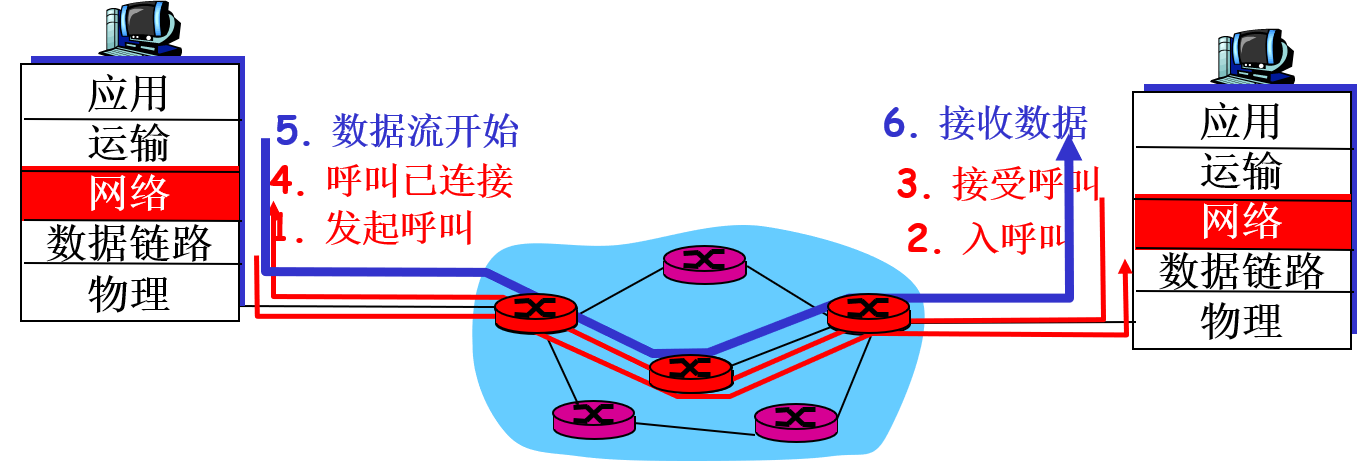 应用
运输
网络
数据链路
物理
5. 数据流开始
4. 呼叫已连接
1. 发起呼叫
6. 接收数据
3. 接受呼叫
2. 入呼叫
应用
运输
网络
数据链路
物理